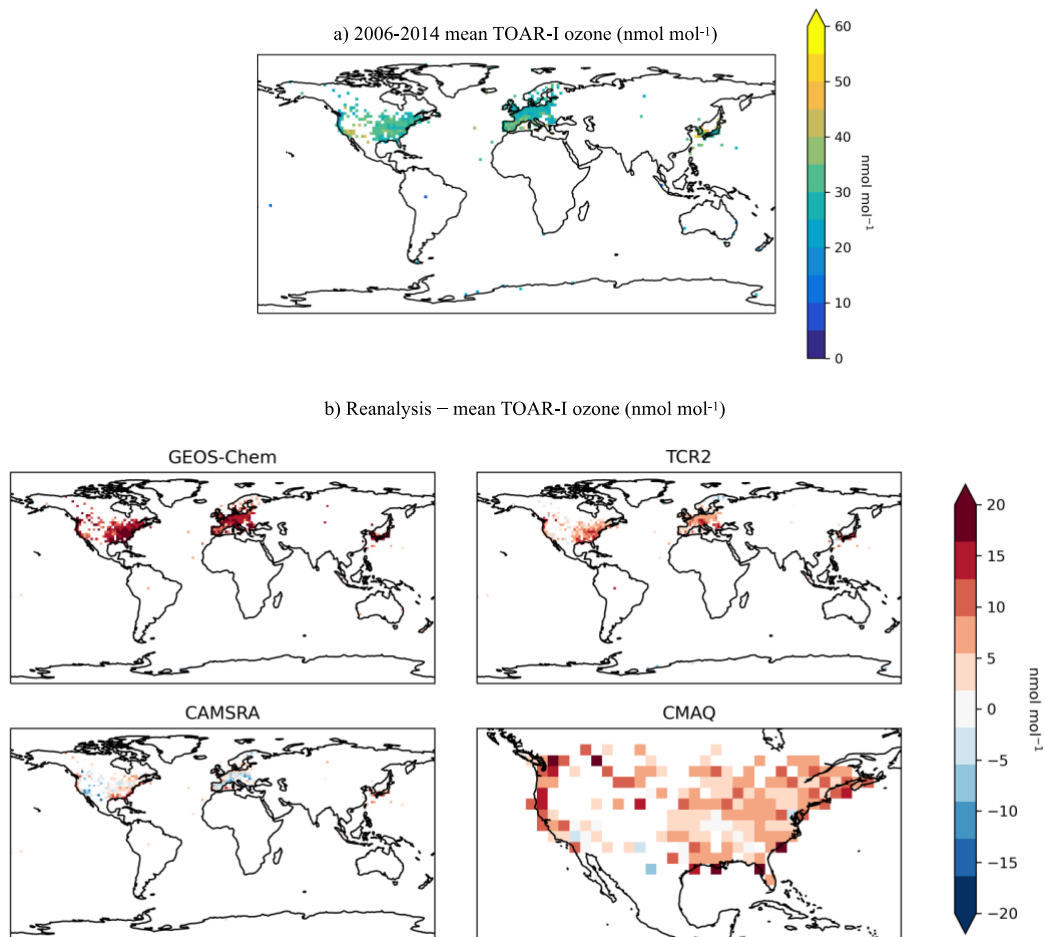 a) 2006-2014 mean TOAR-I ozone (nmol mol⁻¹)
60
50
40
30
20
10
0
nmol mol⁻¹
b) Reanalysis − mean TOAR-I ozone (nmol mol⁻¹)
GEOS-Chem
TCR2
CAMSRA
CMAQ
20
15
10
5
0
−5
−10
−15
−20
nmol mol⁻¹